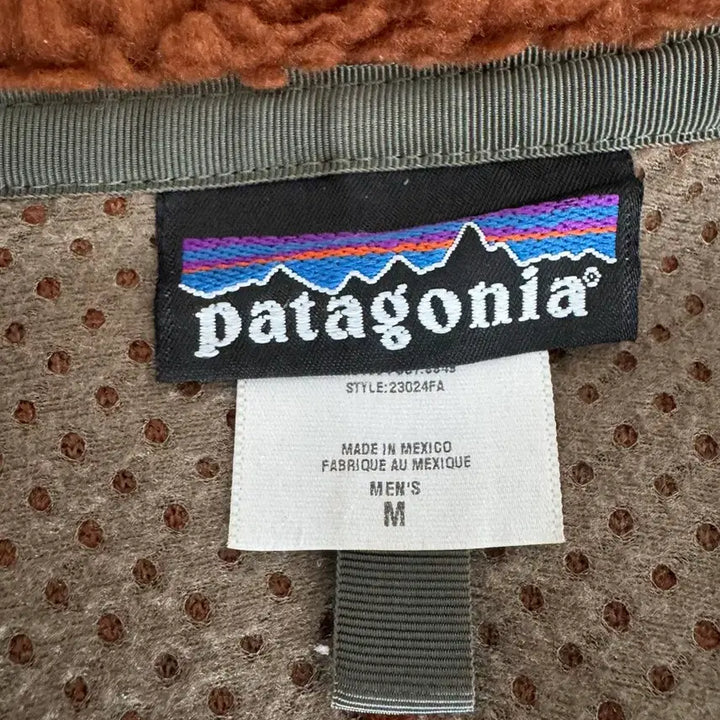 patagonia®
STYLE:23024FA
MADE IN MEXICO
FABRIQUE AU MEXIQUE
MEN'S
M